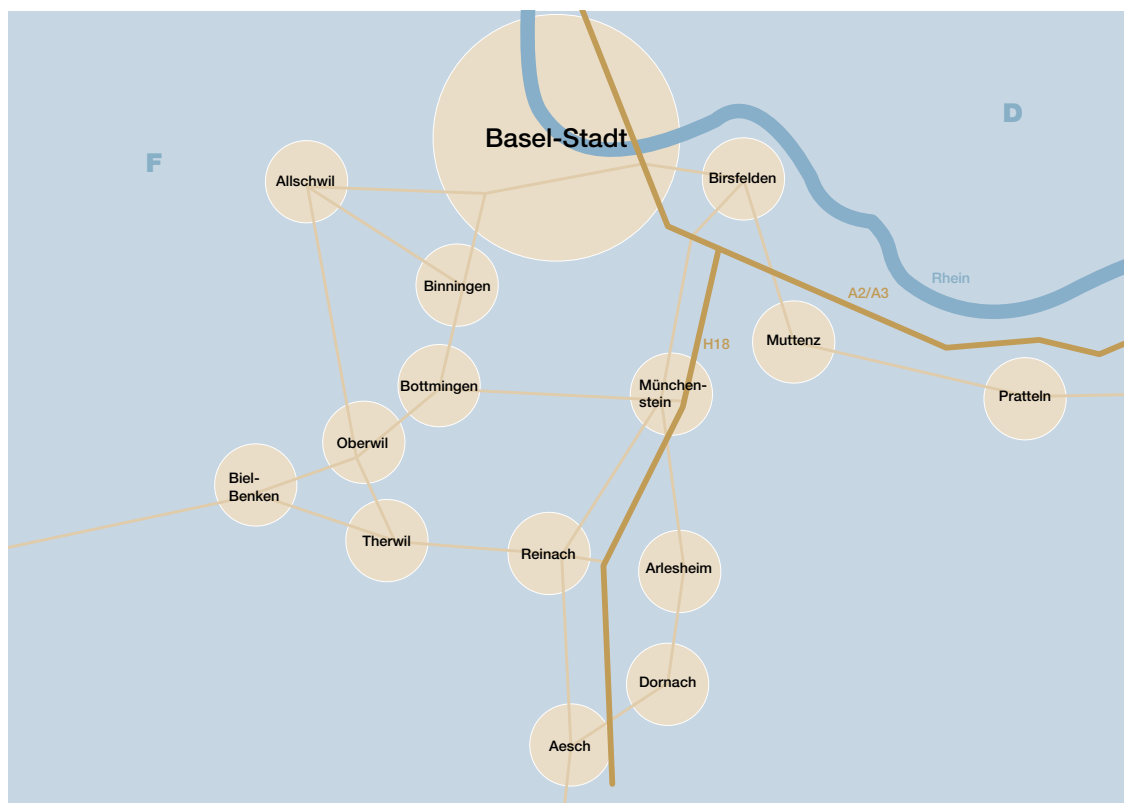 D
Basel-Stadt
F
Allschwil
Birsfelden
Rhein
Binningen
A2/A3
H18
Muttenz
Bottmingen
München-
stein
Pratteln
Oberwil
Biel-
Benken
Therwil
Reinach
Arlesheim
Dornach
Aesch